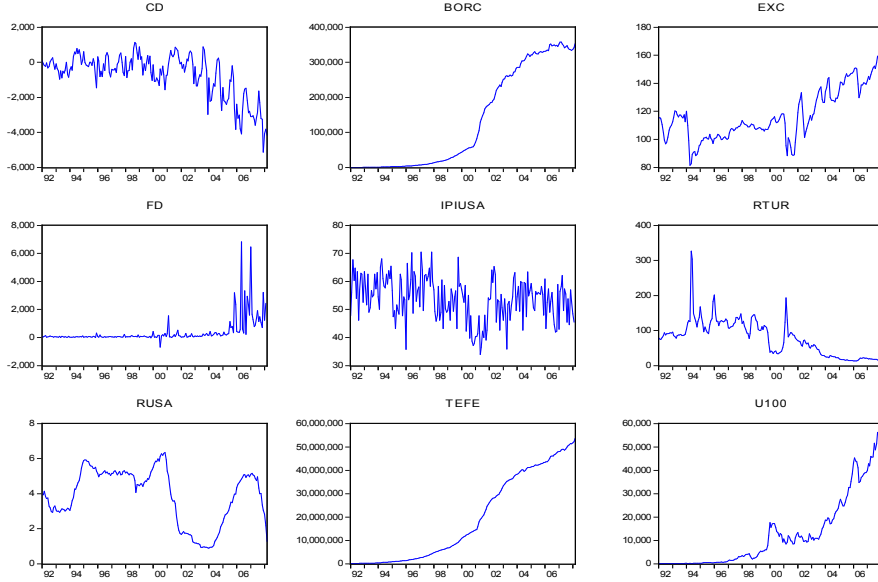 CD
2,000
0
-2,000
-4,000
-6,000
92 94 96 98 00 02 04 06
BORC
400,000
300,000
200,000
100,000
0
92 94 96 98 00 02 04 06
EXC
180
160
140
120
100
80
92 94 96 98 00 02 04 06
FD
8,000
6,000
4,000
2,000
0
-2,000
92 94 96 98 00 02 04 06
IPIUSA
80
70
60
50
40
30
92 94 96 98 00 02 04 06
RTUR
400
300
200
100
0
92 94 96 98 00 02 04 06
RUSA
8
6
4
2
0
92 94 96 98 00 02 04 06
TEFE
60,000,000
50,000,000
40,000,000
30,000,000
20,000,000
10,000,000
0
92 94 96 98 00 02 04 06
U100
60,000
50,000
40,000
30,000
20,000
10,000
0
92 94 96 98 00 02 04 06